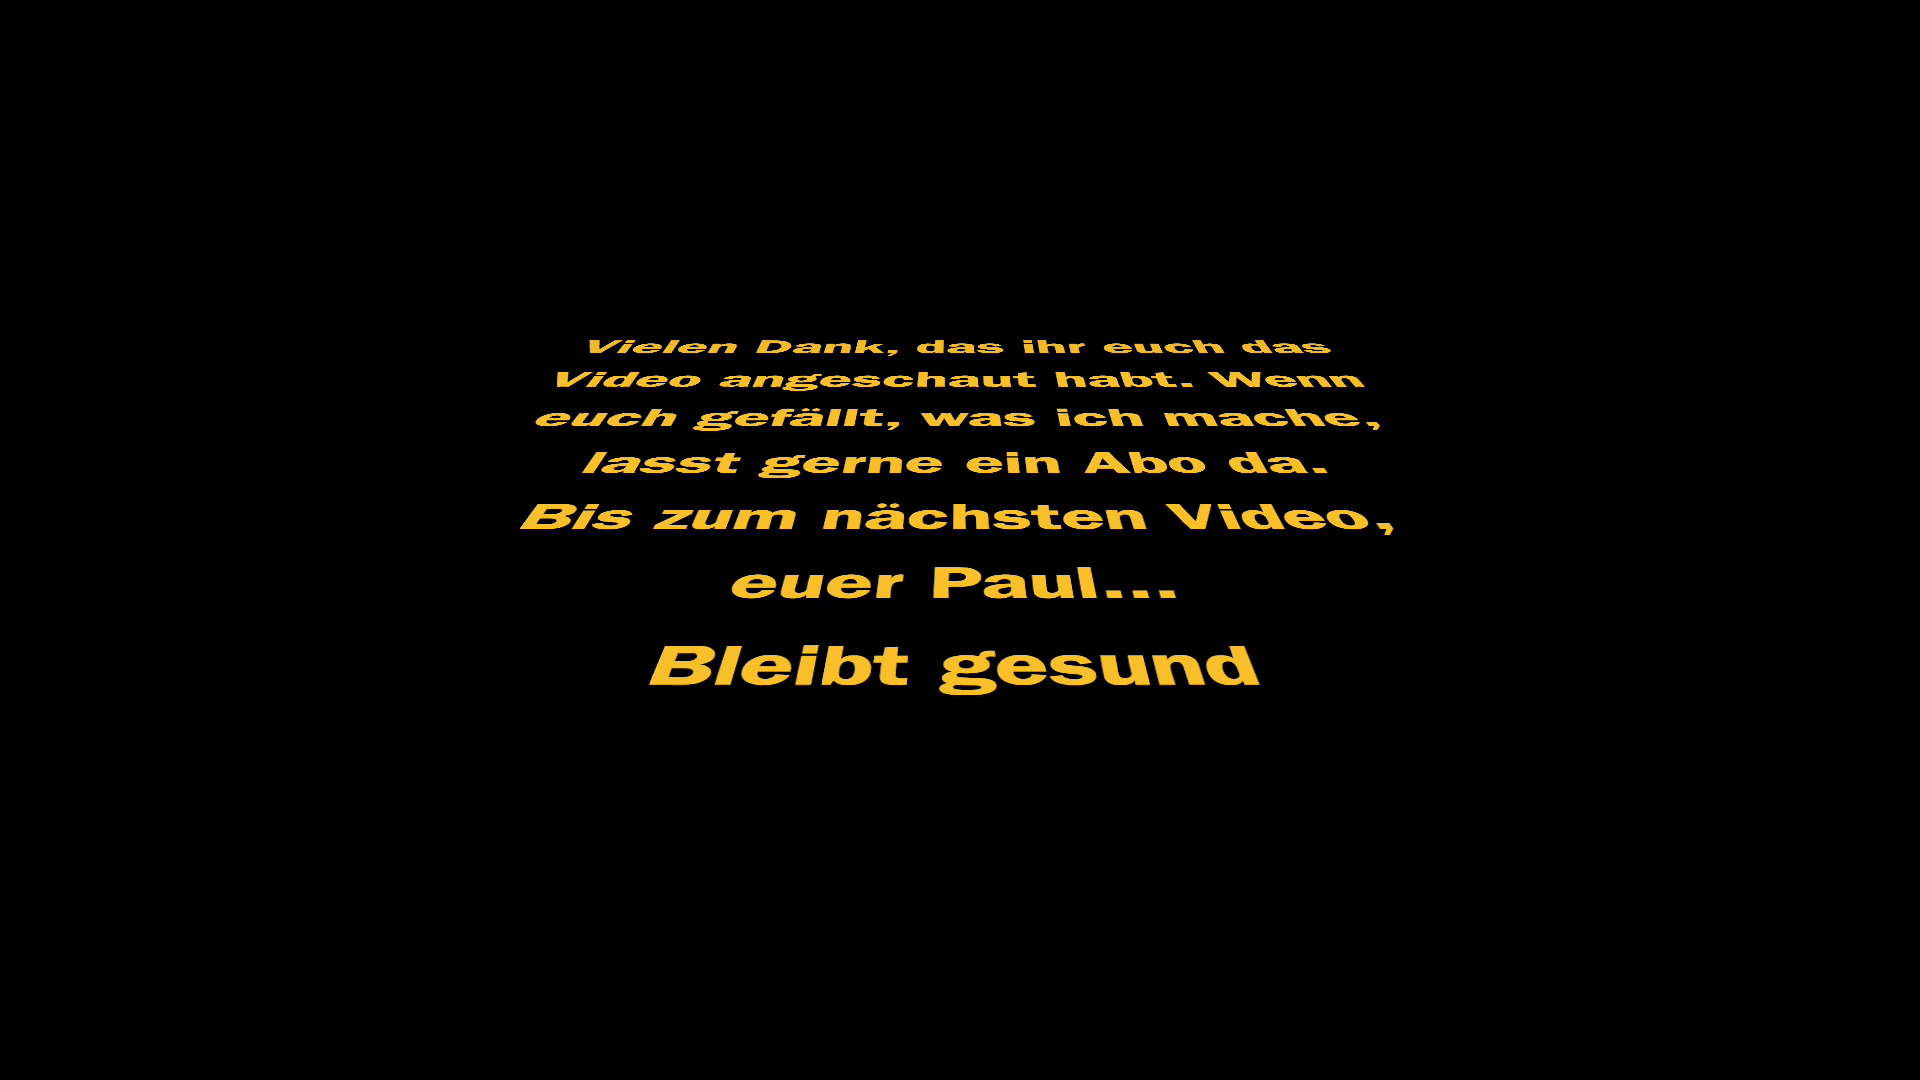 Vielen Dank, das ihr euch das
Video angeschaut habt. Wenn
euch gefällt, was ich mache,
lasst gerne ein Abo da.
Bis zum nächsten Video,
euer Paul...
Bleibt gesund